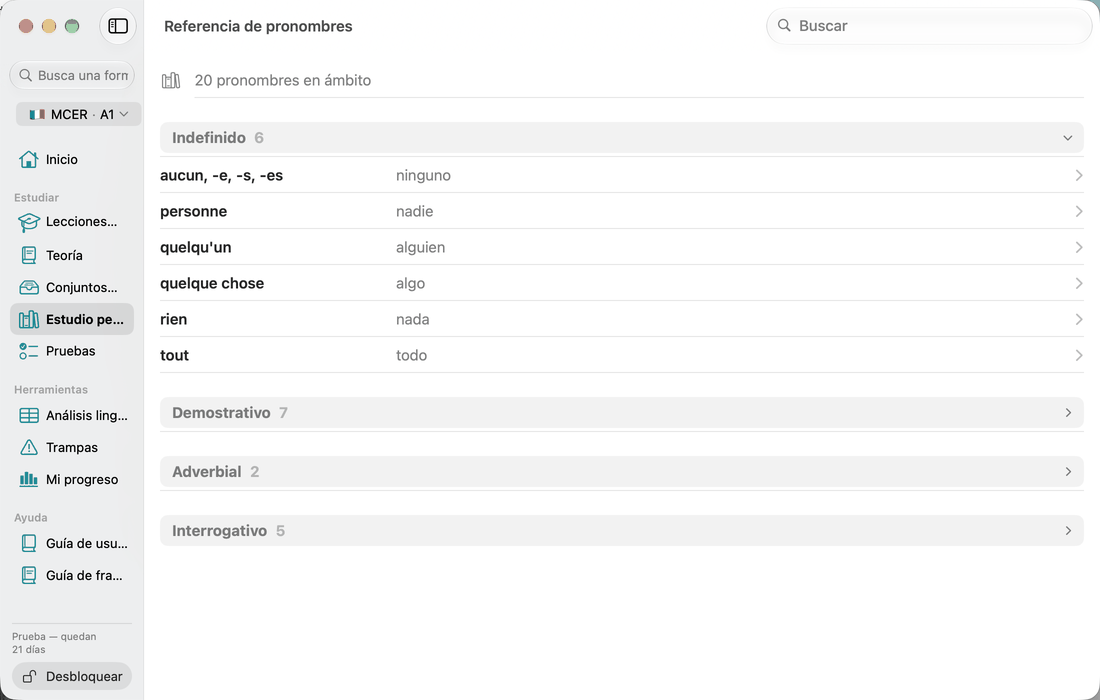 Referencia de pronombres
Buscar
Busca una forn
MCER · A1
Inicio
Estudiar
Lecciones...
Teoría
Conjuntos...
Estudio pe...
Pruebas
Herramientas
Análisis ling...
Trampas
Mi progreso
Ayuda
Guía de usu...
Guía de fra...
Prueba — quedan
21 días
Desbloquear
20 pronombres en ámbito
Indefinido 6
aucun, -e, -s, -es ninguno
personne nadie
quelqu'un alguien
quelque chose algo
rien nada
tout todo
Demostrativo 7
Adverbial 2
Interrogativo 5